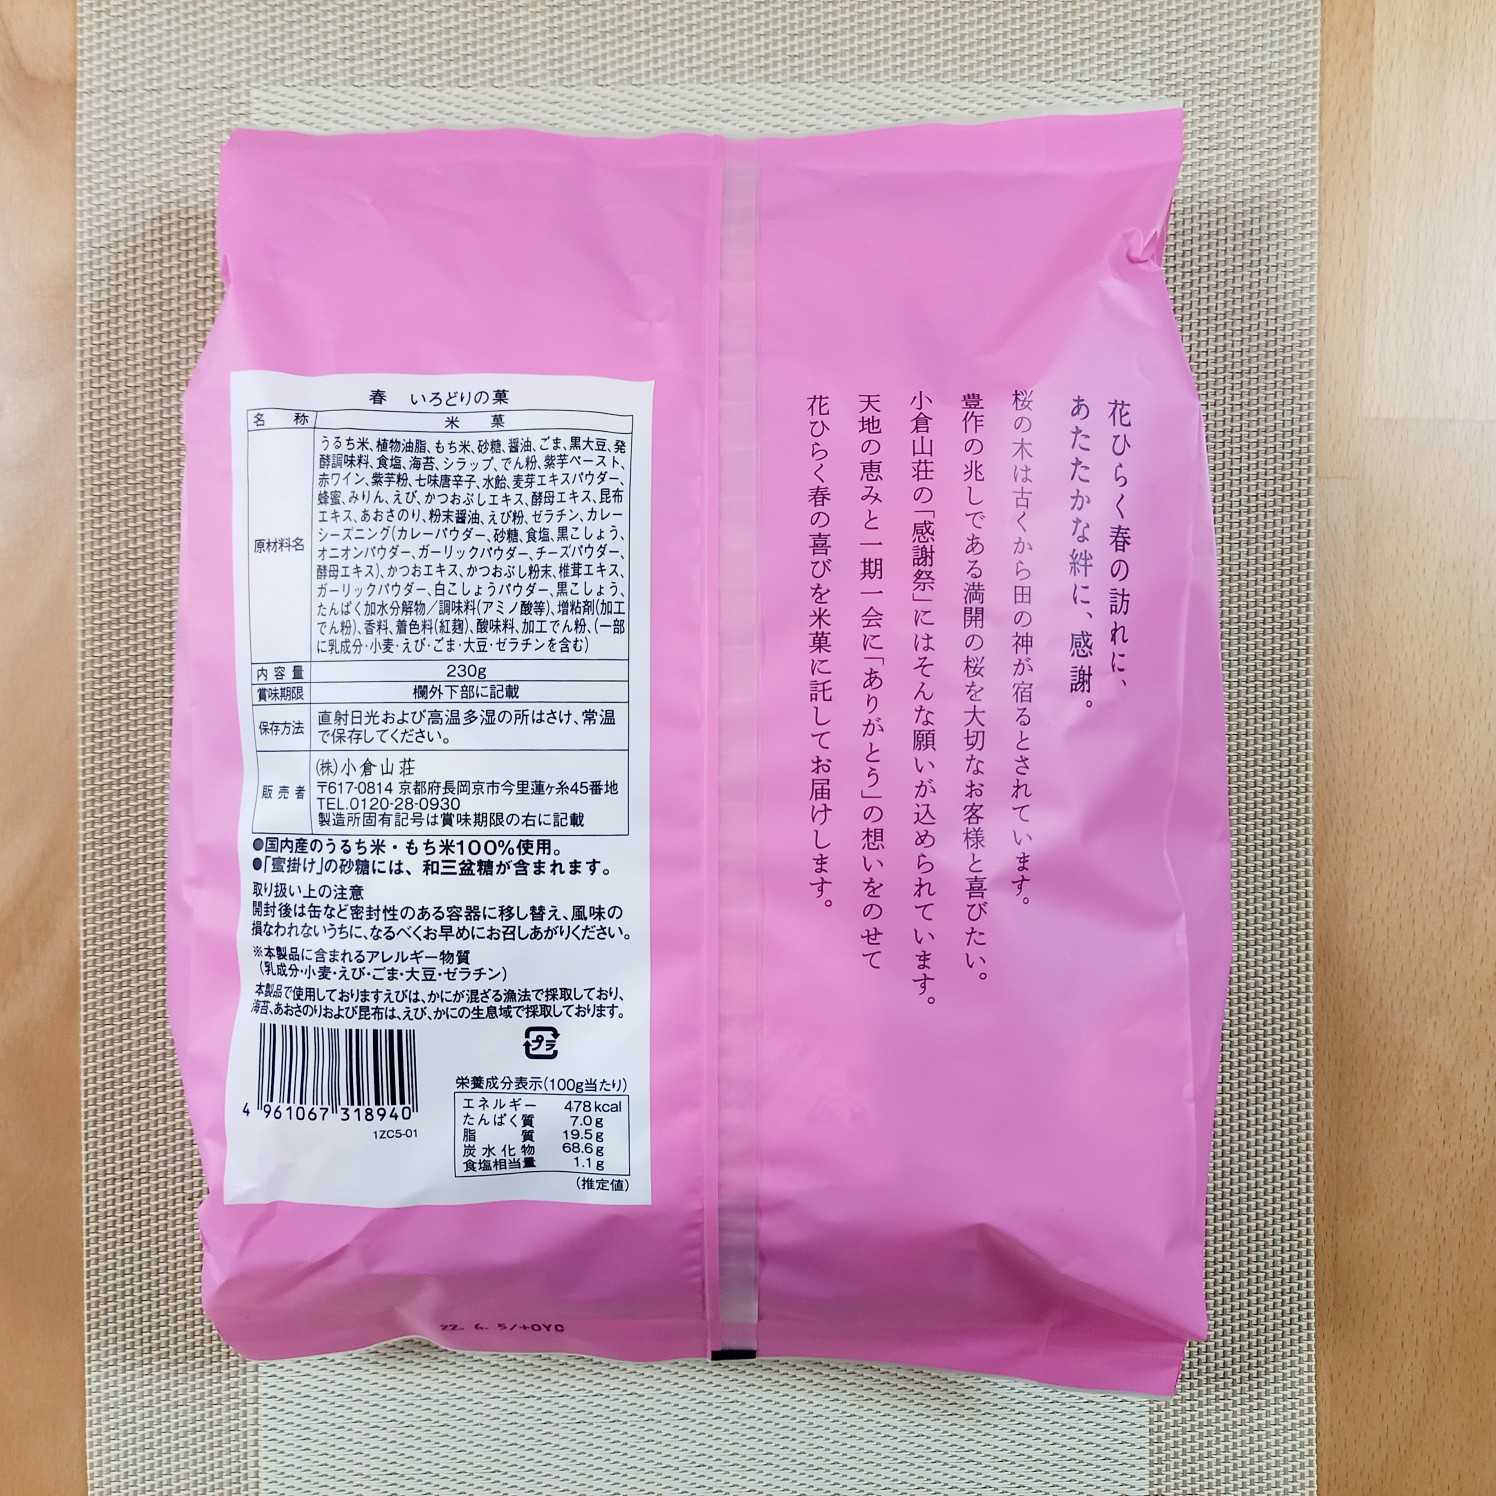 春 いろどりの菓
名 称 米 菓
原材料名
うるち米、植物油脂、もち米、砂糖、醤油、ごま、黒大豆、発
酵調味料、食塩、海苔、シラップ、でん粉、紫芋ペースト、
赤ワイン、紫芋粉、七味唐辛子、水飴、麦芽エキスパウダー、
蜂蜜、みりん、えび、かつおぶしエキス、酵母エキス、昆布
エキス、あおさのり、粉末醤油、えび粉、ゼラチン、カレー
シーズニング(カレーパウダー、砂糖、食塩、黒こしょう、
オニオンパウダー、ガーリックパウダー、チーズパウダー、
酵母エキス)、かつおエキス、かつおぶし粉末、椎茸エキス、
ガーリックパウダー、白こしょうパウダー、黒こしょう、
たんぱく加水分解物／調味料(アミノ酸等)、増粘剤(加工
でん粉)、香料、着色料(紅麹)、酸味料、加工でん粉、(一部
に乳成分・小麦・えび・ごま・大豆・ゼラチンを含む)
内容量 230g
賞味期限 欄外下部に記載
保存方法 直射日光および高温多湿の所はさけ、常温
で保存してください。
販売者
(株)小倉山荘
〒617-0814 京都府長岡京市今里蓮ヶ糸45番地
TEL.0120-28-0930
製造所固有記号は賞味期限の右に記載
●国内産のうるち米・もち米100%使用。
●「蜜掛け」の砂糖には、和三盆糖が含まれます。
取り扱い上の注意
開封後は缶など密封性のある容器に移し替え、風味の
損なわれないうちに、なるべくお早めにお召しあがりください。
※本製品に含まれるアレルギー物質
(乳成分・小麦・えび・ごま・大豆・ゼラチン)
本製品で使用しておりますえびは、かにが混ざる漁法で採取しており、
海苔、あおさのりおよび昆布は、えび、かにの生息域で採取しております。
プラ
4 961067 318940
1ZC5-01
栄養成分表示(100g当たり)
エネルギー 478kcal
たんぱく質 7.0g
脂 質 19.5g
炭水化物 68.6g
食塩相当量 1.1g
(推定値)
22. 6. 5/+OYC
花ひらく春の訪れに、
あたたかな絆に、感謝。
桜の木は古くから田の神が宿るとされています。
豊作の兆しである満開の桜を大切なお客様と喜びたい。
小倉山荘の「感謝祭」にはそんな願いが込められています。
天地の恵みと一期一会に「ありがとう」の想いをのせて
花ひらく春の喜びを米菓に託してお届けします。